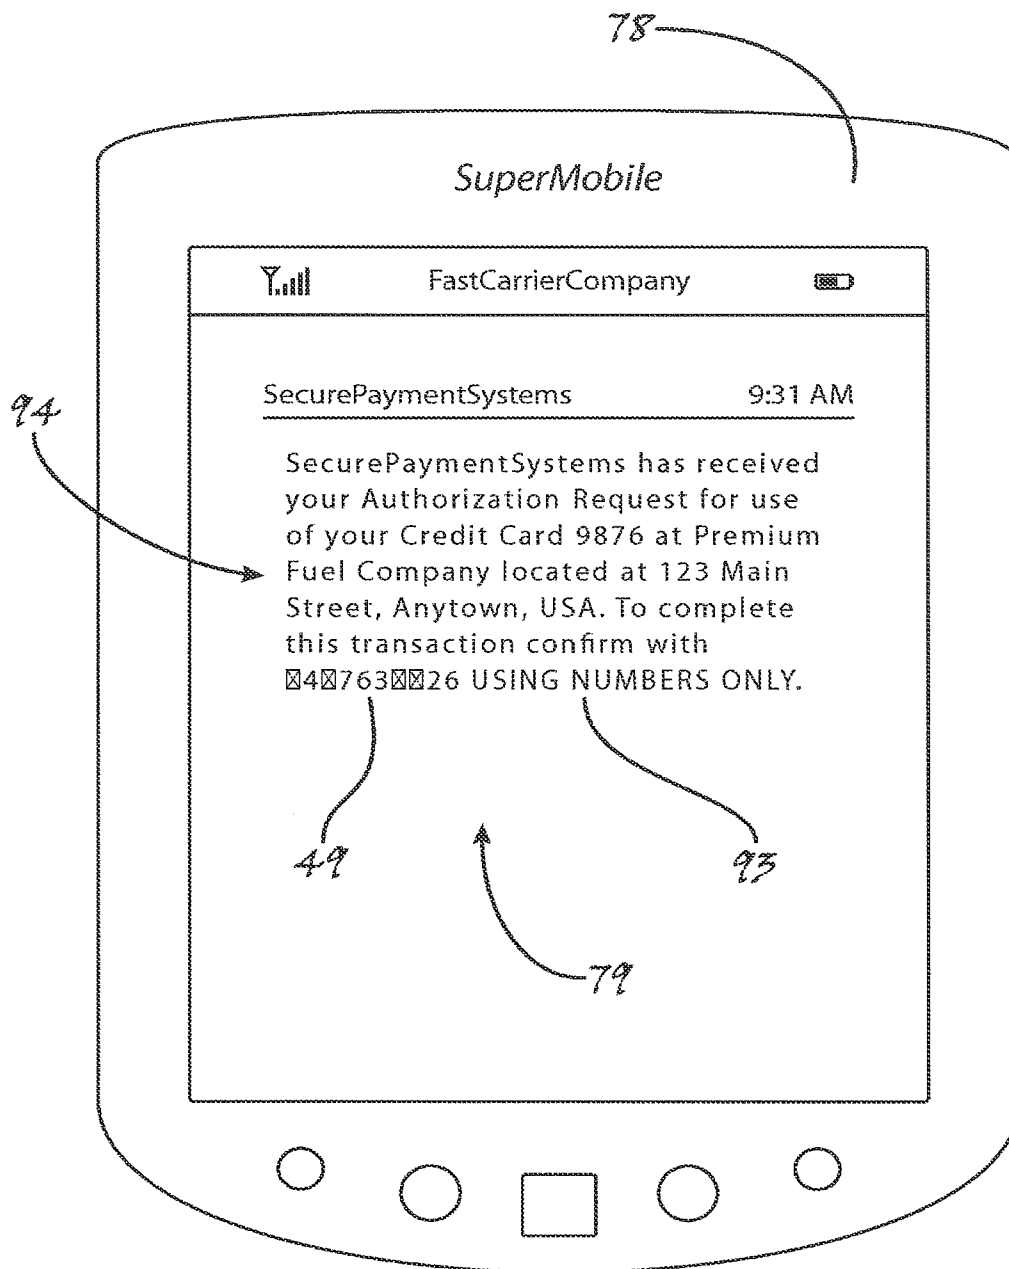 78
SuperMobile
FastCarrierCompany
SecurePaymentSystems 9:31 AM
94
SecurePaymentSystems has received
your Authorization Request for use
of your Credit Card 9876 at Premium
Fuel Company located at 123 Main
Street, Anytown, USA. To complete
this transaction confirm with
☒4☒763☒☒26 USING NUMBERS ONLY.
49
93
79